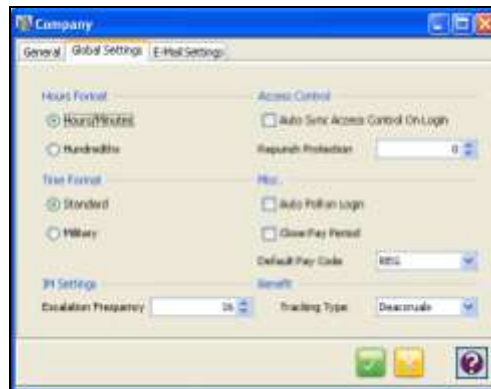 Company
General Global Settings E-Mail Settings
Hours Format
Hours/Minutes
Hundredths
Time Format
Standard
Military
IM Settings
Escalation Frequency
Access Control
Auto Sync Access Control On Login
Repunch Protection 0
Misc.
Auto Poll on Login
Close Pay Period
Default Pay Code REG
Benefit
Tracking Type
?